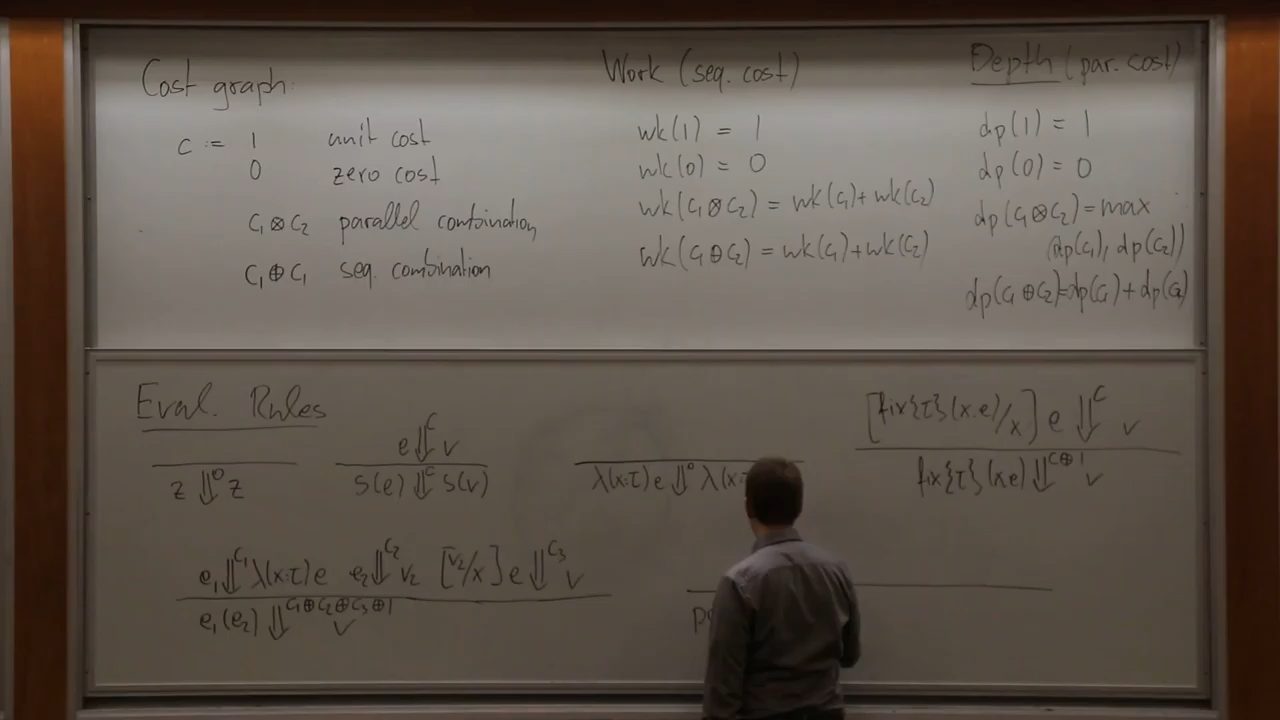 Cost graph:
c := 1 unit cost
0 zero cost
c₁⊗c₂ parallel combination
c₁⊕c₁ seq. combination
Work (seq. cost)
wk(1) = 1
wk(0) = 0
wk(c₁⊗c₂) = wk(c₁)+wk(c₂)
wk(c₁⊕c₂) = wk(c₁)+wk(c₂)
Depth (par. cost)
dp(1) = 1
dp(0) = 0
dp(c₁⊗c₂)=max
(dp(c₁), dp(c₂))
dp(c₁⊕c₂)=dp(c₁)+dp(c₂)
Eval. Rules
z ⇓⁰ z
e ⇓ᶜ v
s(e) ⇓ᶜ s(v)
λ(x:τ)e ⇓⁰ λ(x:
[fix{τ}(x.e)/x] e ⇓ᶜ v
fix{τ}(x.e) ⇓ᶜ⊕¹ v
e₁ ⇓ᶜ₁ λ(x:τ)e e₂ ⇓ᶜ₂ v₂ [v₂/x] e ⇓ᶜ₃ v
e₁(e₂) ⇓ᶜ₁⊕ᶜ₂⊕ᶜ₃⊕¹ v